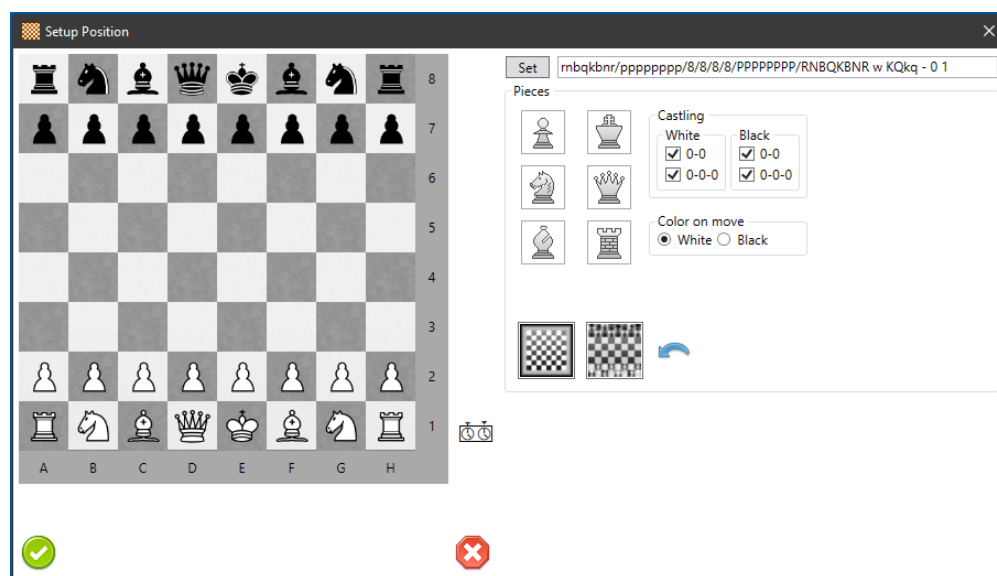 Setup Position
Set rnbqkbnr/pppppppp/8/8/8/8/PPPPPPPP/RNBQKBNR w KQkq - 0 1
Pieces
Castling
White Black
0-0 0-0
0-0-0 0-0-0
Color on move
White Black
8
7
6
5
4
3
2
1
A B C D E F G H